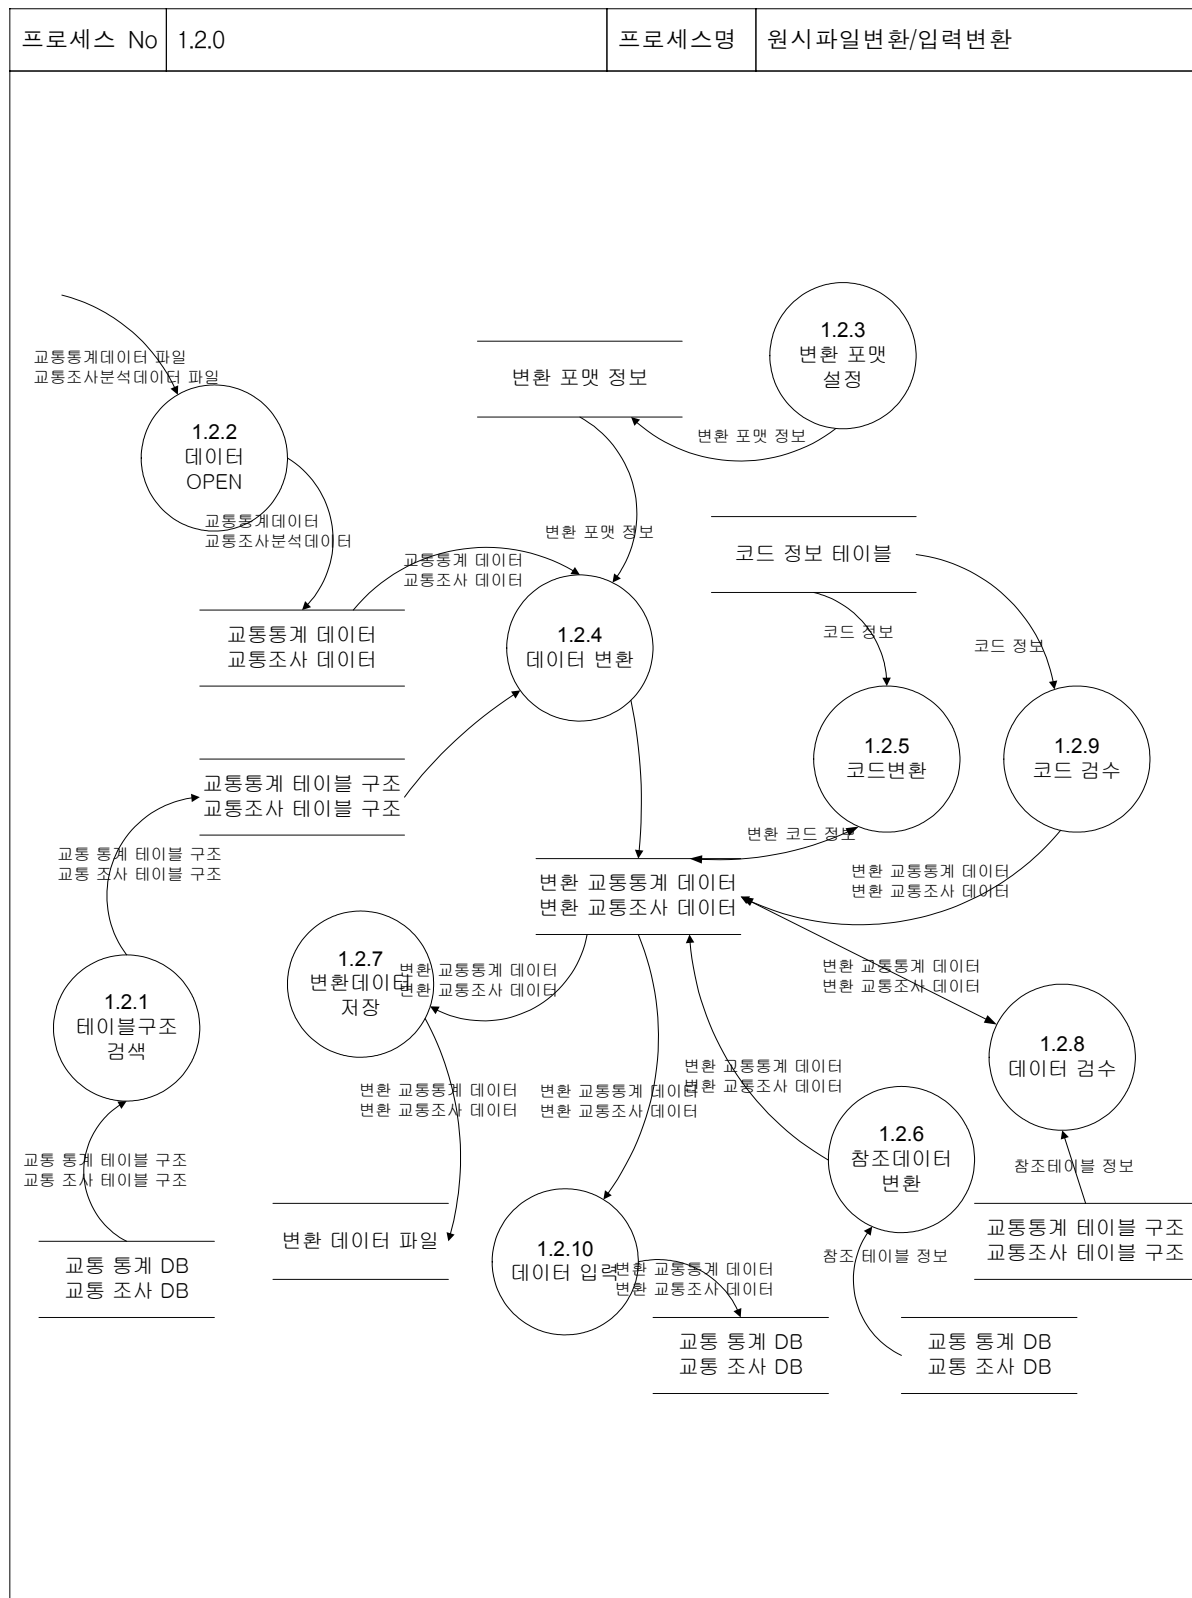 프로세스 No 1.2.0 프로세스명 원시파일변환/입력변환
1.2.3
변환 포맷
설정
교통통계데이터 파일
교통조사분석데이터 파일
변환 포맷 정보
변환 포맷 정보
1.2.2
데이터
OPEN
교통통계데이터
교통조사분석데이터
변환 포맷 정보
코드 정보 테이블
교통통계 데이터
교통조사 데이터
교통통계 데이터
교통조사 데이터
1.2.4
데이터 변환
코드 정보
코드 정보
1.2.5
코드변환
1.2.9
코드 검수
교통통계 테이블 구조
교통조사 테이블 구조
변환 코드 정보
교통 통계 테이블 구조
교통 조사 테이블 구조
변환 교통통계 데이터
변환 교통조사 데이터
변환 교통통계 데이터
변환 교통조사 데이터
1.2.7
변환데이터
저장
변환 교통통계 데이터
변환 교통조사 데이터
변환 교통통계 데이터
변환 교통조사 데이터
1.2.1
테이블구조
검색
1.2.8
데이터 검수
변환 교통통계 데이터
변환 교통조사 데이터
변환 교통통계 데이터
변환 교통조사 데이터
변환 교통통계 데이터
변환 교통조사 데이터
1.2.6
참조데이터
변환
교통 통계 테이블 구조
교통 조사 테이블 구조
참조테이블 정보
변환 데이터 파일
1.2.10
데이터 입력
교통통계 테이블 구조
교통조사 테이블 구조
참조 테이블 정보
교통 통계 DB
교통 조사 DB
변환 교통통계 데이터
변환 교통조사 데이터
교통 통계 DB
교통 조사 DB
교통 통계 DB
교통 조사 DB